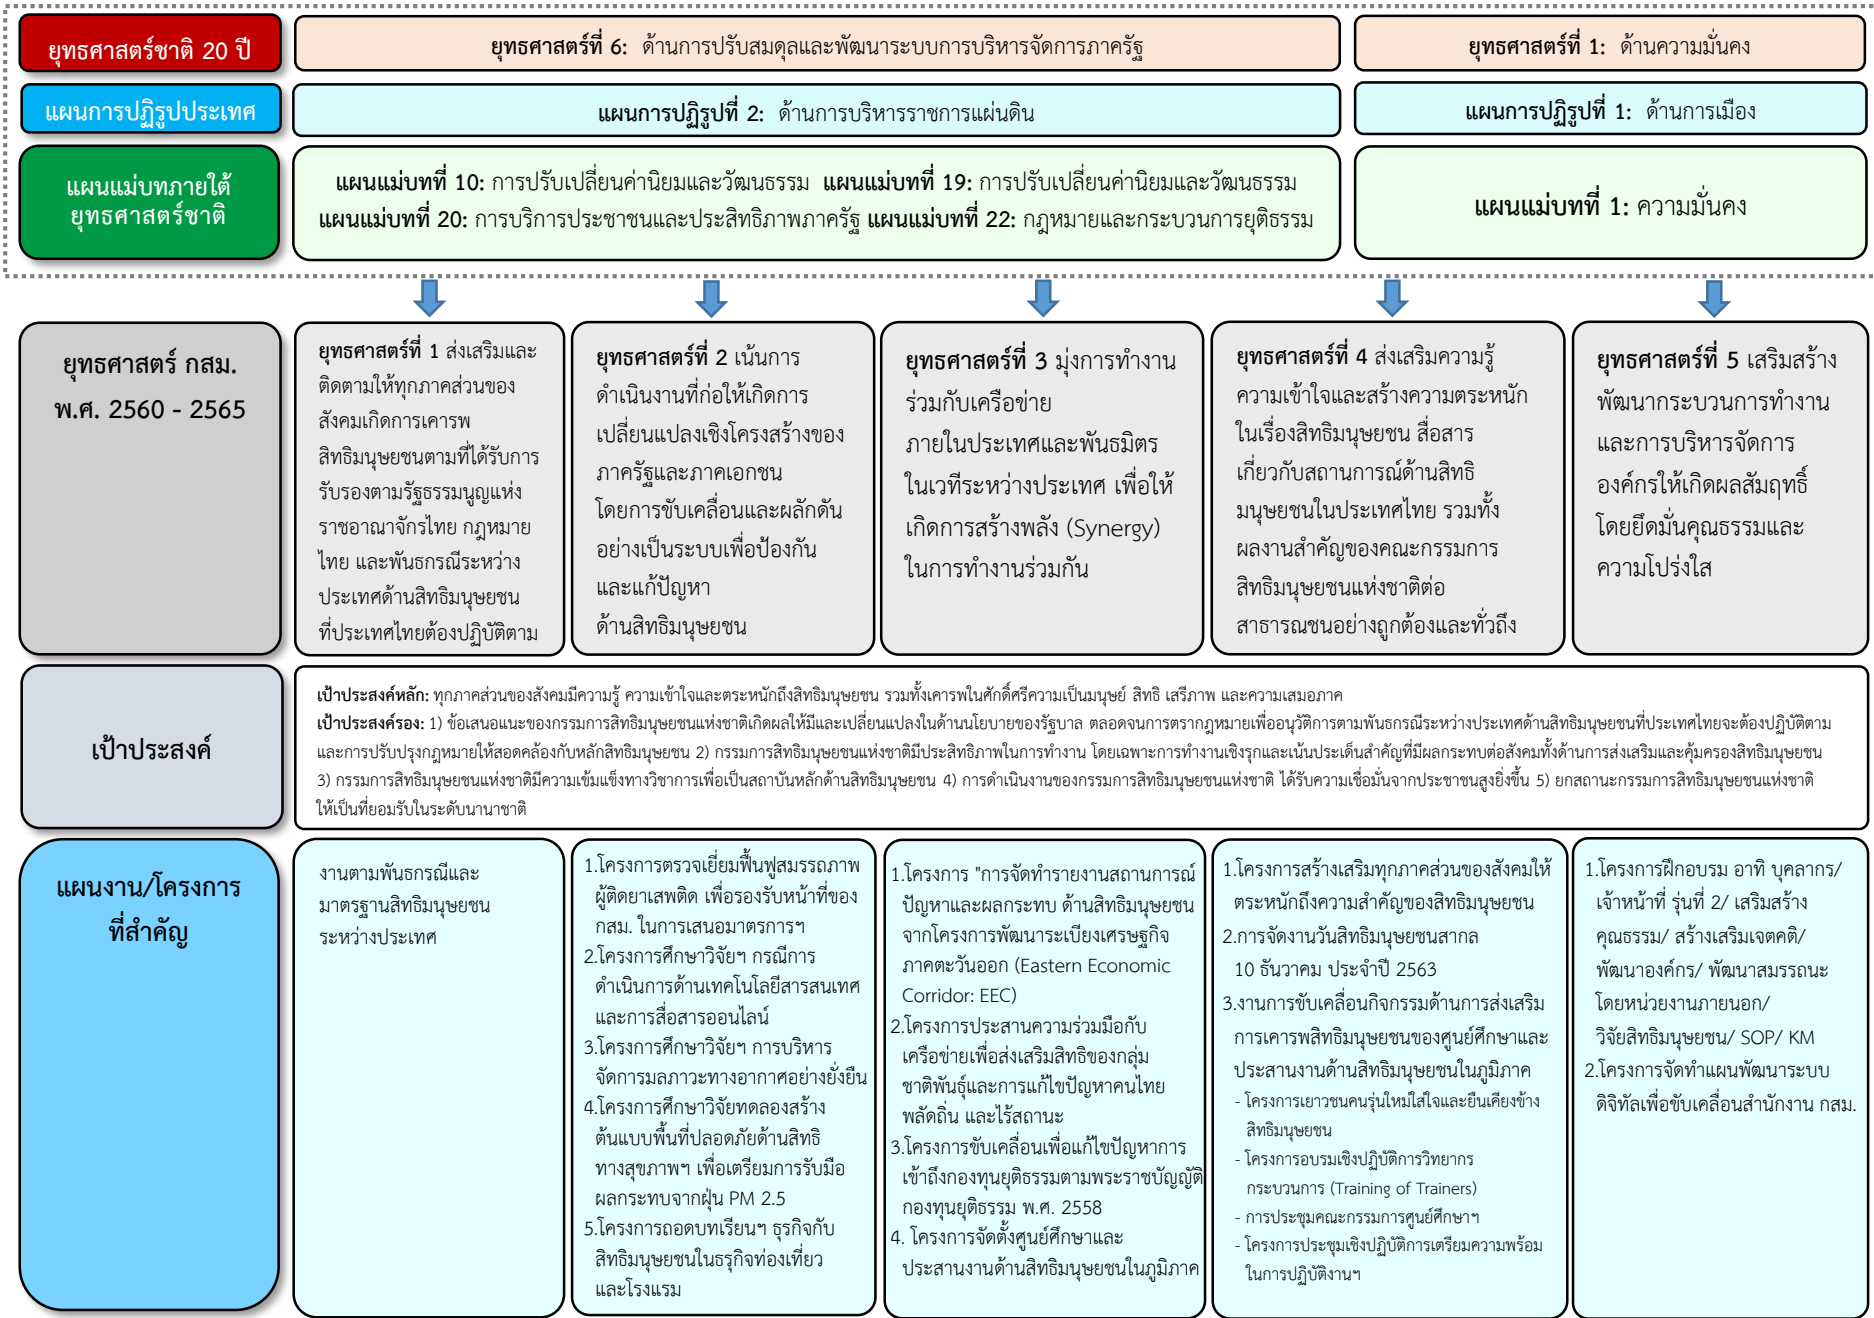 ยุทธศาสตร์ชาติ 20 ปี
ยุทธศาสตร์ที่ 6: ด้านการปรับสมดุลและพัฒนาระบบการบริหารจัดการภาครัฐ
ยุทธศาสตร์ที่ 1: ด้านความมั่นคง
แผนการปฏิรูปประเทศ
แผนการปฏิรูปที่ 2: ด้านการบริหารราชการแผ่นดิน
แผนการปฏิรูปที่ 1: ด้านการเมือง
แผนแม่บทภายใต้
ยุทธศาสตร์ชาติ
แผนแม่บทที่ 10: การปรับเปลี่ยนค่านิยมและวัฒนธรรม แผนแม่บทที่ 19: การปรับเปลี่ยนค่านิยมและวัฒนธรรม
แผนแม่บทที่ 20: การบริการประชาชนและประสิทธิภาพภาครัฐ แผนแม่บทที่ 22: กฎหมายและกระบวนการยุติธรรม
แผนแม่บทที่ 1: ความมั่นคง
ยุทธศาสตร์ กสม.
พ.ศ. 2560 - 2565
ยุทธศาสตร์ที่ 1 ส่งเสริมและ
ติดตามให้ทุกภาคส่วนของ
สังคมเกิดการเคารพ
สิทธิมนุษยชนตามที่ได้รับการ
รับรองตามรัฐธรรมนูญแห่ง
ราชอาณาจักรไทย กฎหมาย
ไทย และพันธกรณีระหว่าง
ประเทศด้านสิทธิมนุษยชน
ที่ประเทศไทยต้องปฏิบัติตาม
ยุทธศาสตร์ที่ 2 เน้นการ
ดำเนินงานที่ก่อให้เกิดการ
เปลี่ยนแปลงเชิงโครงสร้างของ
ภาครัฐและภาคเอกชน
โดยการขับเคลื่อนและผลักดัน
อย่างเป็นระบบเพื่อป้องกัน
และแก้ปัญหา
ด้านสิทธิมนุษยชน
ยุทธศาสตร์ที่ 3 มุ่งการทำงาน
ร่วมกับเครือข่าย
ภายในประเทศและพันธมิตร
ในเวทีระหว่างประเทศ เพื่อให้
เกิดการสร้างพลัง (Synergy)
ในการทำงานร่วมกัน
ยุทธศาสตร์ที่ 4 ส่งเสริมความรู้
ความเข้าใจและสร้างความตระหนัก
ในเรื่องสิทธิมนุษยชน สื่อสาร
เกี่ยวกับสถานการณ์ด้านสิทธิ
มนุษยชนในประเทศไทย รวมทั้ง
ผลงานสำคัญของคณะกรรมการ
สิทธิมนุษยชนแห่งชาติต่อ
สาธารณชนอย่างถูกต้องและทั่วถึง
ยุทธศาสตร์ที่ 5 เสริมสร้าง
พัฒนากระบวนการทำงาน
และการบริหารจัดการ
องค์กรให้เกิดผลสัมฤทธิ์
โดยยึดมั่นคุณธรรมและ
ความโปร่งใส
เป้าประสงค์
เป้าประสงค์หลัก: ทุกภาคส่วนของสังคมมีความรู้ ความเข้าใจและตระหนักถึงสิทธิมนุษยชน รวมทั้งเคารพในศักดิ์ศรีความเป็นมนุษย์ สิทธิ เสรีภาพ และความเสมอภาค
เป้าประสงค์รอง: 1) ข้อเสนอแนะของกรรมการสิทธิมนุษยชนแห่งชาติเกิดผลให้มีและเปลี่ยนแปลงในด้านนโยบายของรัฐบาล ตลอดจนการตรากฎหมายเพื่ออนุวัติการตามพันธกรณีระหว่างประเทศด้านสิทธิมนุษยชนที่ประเทศไทยจะต้องปฏิบัติตาม
และการปรับปรุงกฎหมายให้สอดคล้องกับหลักสิทธิมนุษยชน 2) กรรมการสิทธิมนุษยชนแห่งชาติมีประสิทธิภาพในการทำงาน โดยเฉพาะการทำงานเชิงรุกและเน้นประเด็นสำคัญที่มีผลกระทบต่อสังคมทั้งด้านการส่งเสริมและคุ้มครองสิทธิมนุษยชน
3) กรรมการสิทธิมนุษยชนแห่งชาติมีความเข้มแข็งทางวิชาการเพื่อเป็นสถาบันหลักด้านสิทธิมนุษยชน 4) การดำเนินงานของกรรมการสิทธิมนุษยชนแห่งชาติ ได้รับความเชื่อมั่นจากประชาชนสูงยิ่งขึ้น 5) ยกสถานะกรรมการสิทธิมนุษยชนแห่งชาติ
ให้เป็นที่ยอมรับในระดับนานาชาติ
แผนงาน/โครงการ
ที่สำคัญ
งานตามพันธกรณีและ
มาตรฐานสิทธิมนุษยชน
ระหว่างประเทศ
1.โครงการตรวจเยี่ยมฟื้นฟูสมรรถภาพ
ผู้ติดยาเสพติด เพื่อรองรับหน้าที่ของ
กสม. ในการเสนอมาตรการฯ
2.โครงการศึกษาวิจัยฯ กรณีการ
ดำเนินการด้านเทคโนโลยีสารสนเทศ
และการสื่อสารออนไลน์
3.โครงการศึกษาวิจัยฯ การบริหาร
จัดการมลภาวะทางอากาศอย่างยั่งยืน
4.โครงการศึกษาวิจัยทดลองสร้าง
ต้นแบบพื้นที่ปลอดภัยด้านสิทธิ
ทางสุขภาพฯ เพื่อเตรียมการรับมือ
ผลกระทบจากฝุ่น PM 2.5
5.โครงการถอดบทเรียนฯ ธุรกิจกับ
สิทธิมนุษยชนในธุรกิจท่องเที่ยว
และโรงแรม
1.โครงการ "การจัดทำรายงานสถานการณ์
ปัญหาและผลกระทบ ด้านสิทธิมนุษยชน
จากโครงการพัฒนาระเบียงเศรษฐกิจ
ภาคตะวันออก (Eastern Economic
Corridor: EEC)
2.โครงการประสานความร่วมมือกับ
เครือข่ายเพื่อส่งเสริมสิทธิของกลุ่ม
ชาติพันธุ์และการแก้ไขปัญหาคนไทย
พลัดถิ่น และไร้สถานะ
3.โครงการขับเคลื่อนเพื่อแก้ไขปัญหาการ
เข้าถึงกองทุนยุติธรรมตามพระราชบัญญัติ
กองทุนยุติธรรม พ.ศ. 2558
4. โครงการจัดตั้งศูนย์ศึกษาและ
ประสานงานด้านสิทธิมนุษยชนในภูมิภาค
1.โครงการสร้างเสริมทุกภาคส่วนของสังคมให้
ตระหนักถึงความสำคัญของสิทธิมนุษยชน
2.การจัดงานวันสิทธิมนุษยชนสากล
10 ธันวาคม ประจำปี 2563
3.งานการขับเคลื่อนกิจกรรมด้านการส่งเสริม
การเคารพสิทธิมนุษยชนของศูนย์ศึกษาและ
ประสานงานด้านสิทธิมนุษยชนในภูมิภาค
- โครงการเยาวชนคนรุ่นใหม่ใส่ใจและยืนเคียงข้าง
สิทธิมนุษยชน
- โครงการอบรมเชิงปฏิบัติการวิทยากร
กระบวนการ (Training of Trainers)
- การประชุมคณะกรรมการศูนย์ศึกษาฯ
- โครงการประชุมเชิงปฏิบัติการเตรียมความพร้อม
ในการปฏิบัติงานฯ
1.โครงการฝึกอบรม อาทิ บุคลากร/
เจ้าหน้าที่ รุ่นที่ 2/ เสริมสร้าง
คุณธรรม/ สร้างเสริมเจตคติ/
พัฒนาองค์กร/ พัฒนาสมรรถนะ
โดยหน่วยงานภายนอก/
วิจัยสิทธิมนุษยชน/ SOP/ KM
2.โครงการจัดทำแผนพัฒนาระบบ
ดิจิทัลเพื่อขับเคลื่อนสำนักงาน กสม.